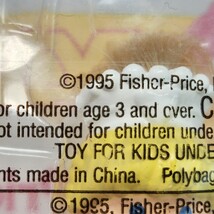 ©1995 Fisher-Price,
or children age 3 and over. C
ot intended for children unde
TOY FOR KIDS UNDE
nts made in China. Polybag
©1995, Fisher-Price,